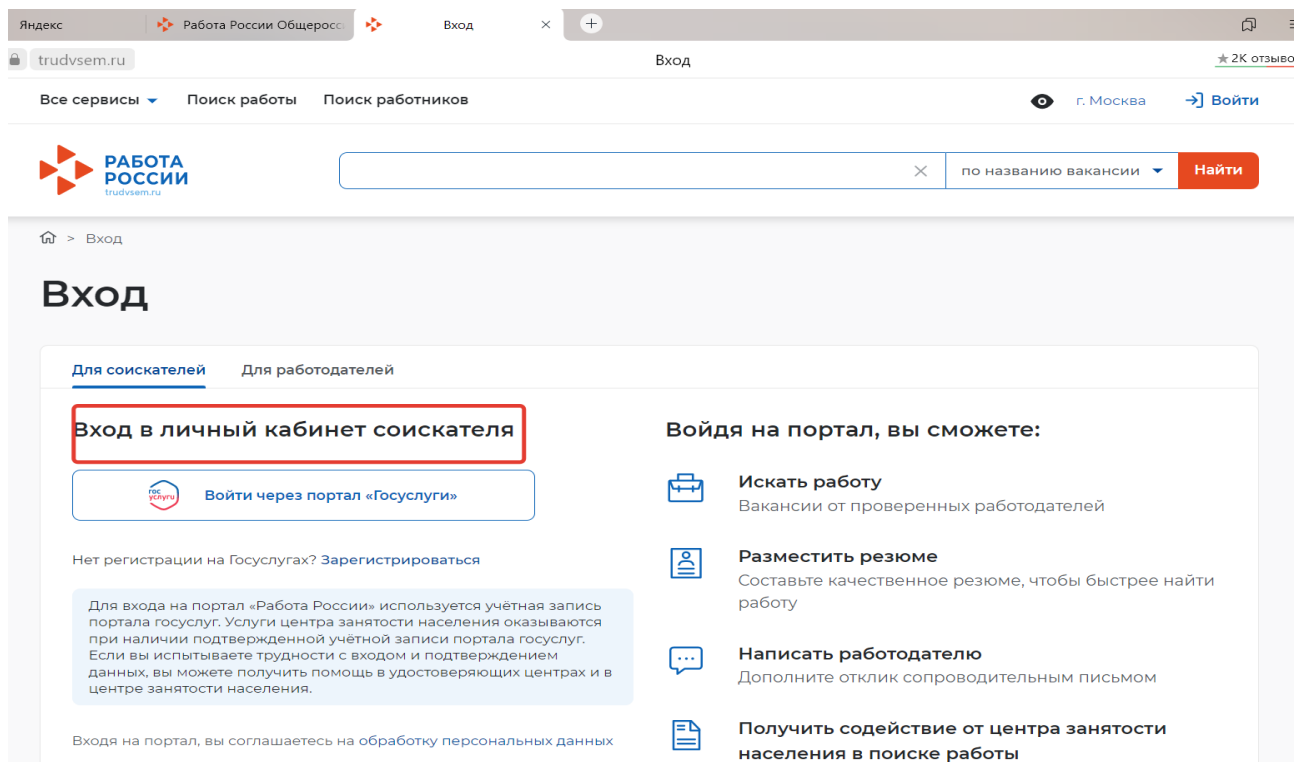 Яндекс
Работа России Общеросс
Вход
trudvsem.ru
Вход
2К отзыво
Все сервисы
Поиск работы
Поиск работников
г. Москва
Войти
РАБОТА
РОССИИ
trudvsem.ru
по названию вакансии
Найти
> Вход
Вход
Для соискателей
Для работодателей
Вход в личный кабинет соискателя
гос
услуги
Войти через портал «Госуслуги»
Нет регистрации на Госуслугах? Зарегистрироваться
Для входа на портал «Работа России» используется учётная запись
портала госуслуг. Услуги центра занятости населения оказываются
при наличии подтвержденной учётной записи портала госуслуг.
Если вы испытываете трудности с входом и подтверждением
данных, вы можете получить помощь в удостоверяющих центрах и в
центре занятости населения.
Входя на портал, вы соглашаетесь на обработку персональных данных
Войдя на портал, вы сможете:
Искать работу
Вакансии от проверенных работодателей
Разместить резюме
Составьте качественное резюме, чтобы быстрее найти
работу
Написать работодателю
Дополните отклик сопроводительным письмом
Получить содействие от центра занятости
населения в поиске работы